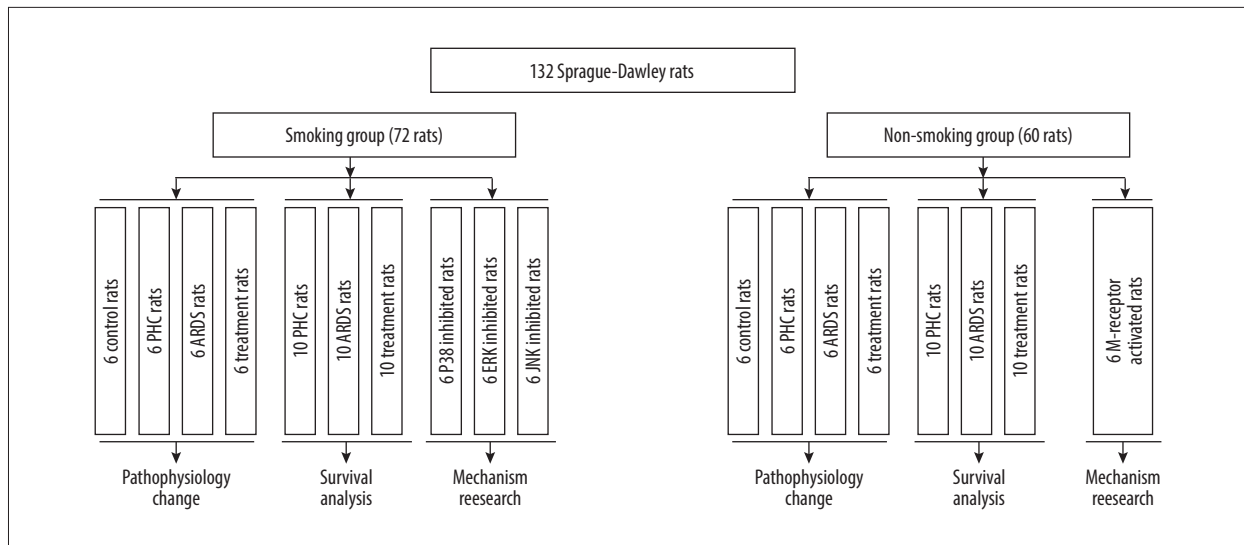 132 Sprague-Dawley rats
Smoking group (72 rats)
Non-smoking group (60 rats)
6 control rats
6 PHC rats
6 ARDS rats
6 treatment rats
10 PHC rats
10 ARDS rats
10 treatment rats
6 P38 inhibited rats
6 ERK inhibited rats
6 JNK inhibited rats
6 control rats
6 PHC rats
6 ARDS rats
6 treatment rats
10 PHC rats
10 ARDS rats
10 treatment rats
6 M-receptor
activated rats
Pathophysiology
change
Survival
analysis
Mechanism
reesearch
Pathophysiology
change
Survival
analysis
Mechanism
reesearch